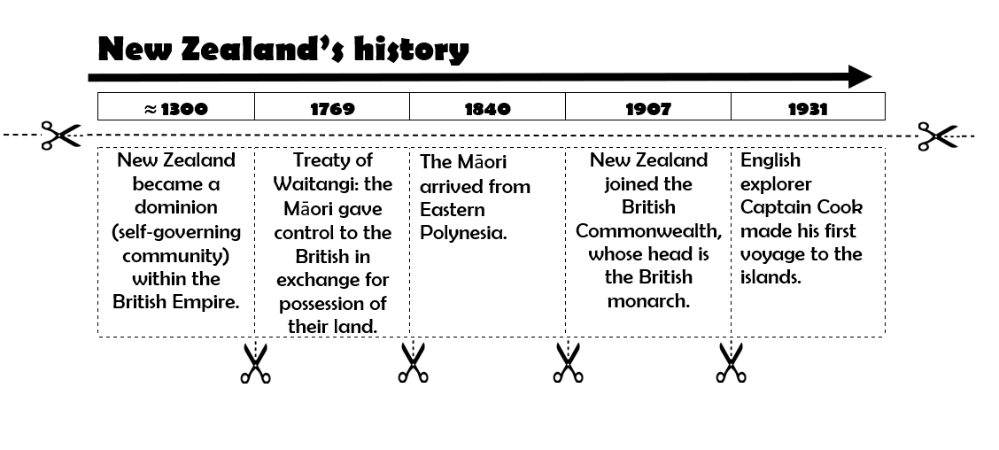 New Zealand's history
≈ 1300
1769
1840
1907
1931
New Zealand
became a
dominion
(self-governing
community)
within the
British Empire.
Treaty of
Waitangi: the
Māori gave
control to the
British in
exchange for
possession of
their land.
The Māori
arrived from
Eastern
Polynesia.
New Zealand
joined the
British
Commonwealth,
whose head is
the British
monarch.
English
explorer
Captain Cook
made his first
voyage to the
islands.